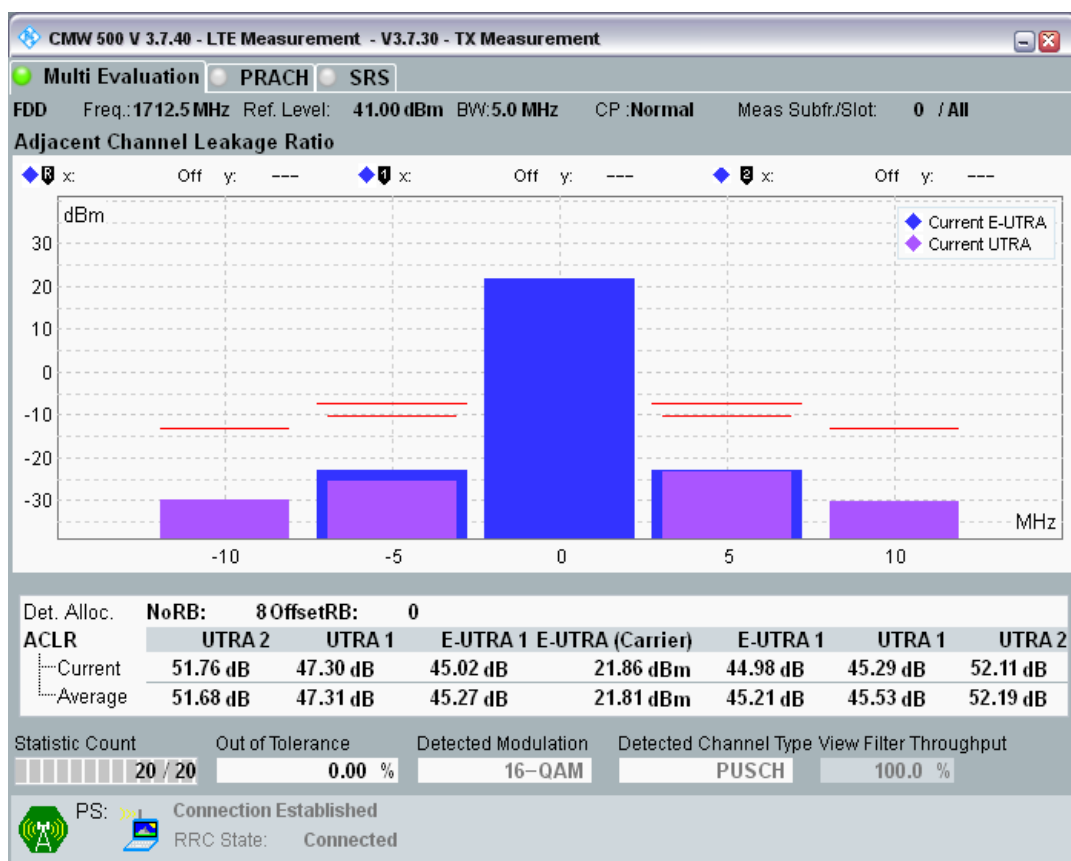 CMW 500 V 3.7.40 - LTE Measurement - V3.7.30 - TX Measurement
Multi Evaluation PRACH SRS
FDD Freq.: 1712.5 MHz Ref. Level: 41.00 dBm BW: 5.0 MHz CP : Normal Meas Subfr./Slot: 0 / All
Adjacent Channel Leakage Ratio
R x: Off y: --- 1 x: Off y: --- 2 x: Off y: ---
dBm
Current E-UTRA
Current UTRA
30
20
10
0
-10
-20
-30
MHz
-10 -5 0 5 10
Det. Alloc. NoRB: 8 OffsetRB: 0
ACLR UTRA 2 UTRA 1 E-UTRA 1 E-UTRA (Carrier) E-UTRA 1 UTRA 1 UTRA 2
Current 51.76 dB 47.30 dB 45.02 dB 21.86 dBm 44.98 dB 45.29 dB 52.11 dB
Average 51.68 dB 47.31 dB 45.27 dB 21.81 dBm 45.21 dB 45.53 dB 52.19 dB
Statistic Count Out of Tolerance Detected Modulation Detected Channel Type View Filter Throughput
20 / 20 0.00 % 16-QAM PUSCH 100.0 %
PS: Connection Established
RRC State: Connected